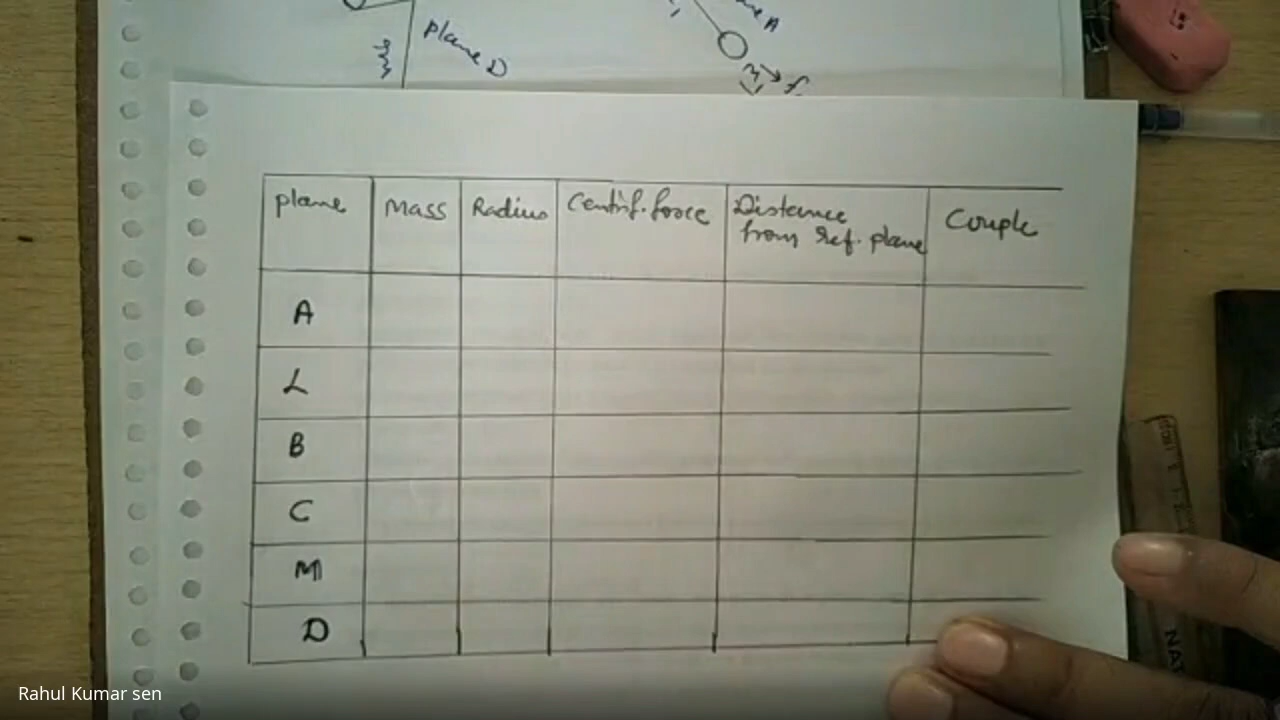 plane D
m
plane Mass Radius Centrif. force Distance from ref. plane Couple
A
L
B
C
M
D
Rahul Kumar sen